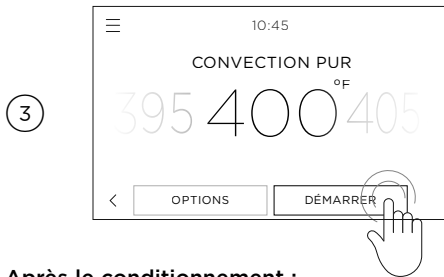 10:45
CONVECTION PUR
3
395 400°F 405
OPTIONS DÉMARRER
Après le conditionnement :